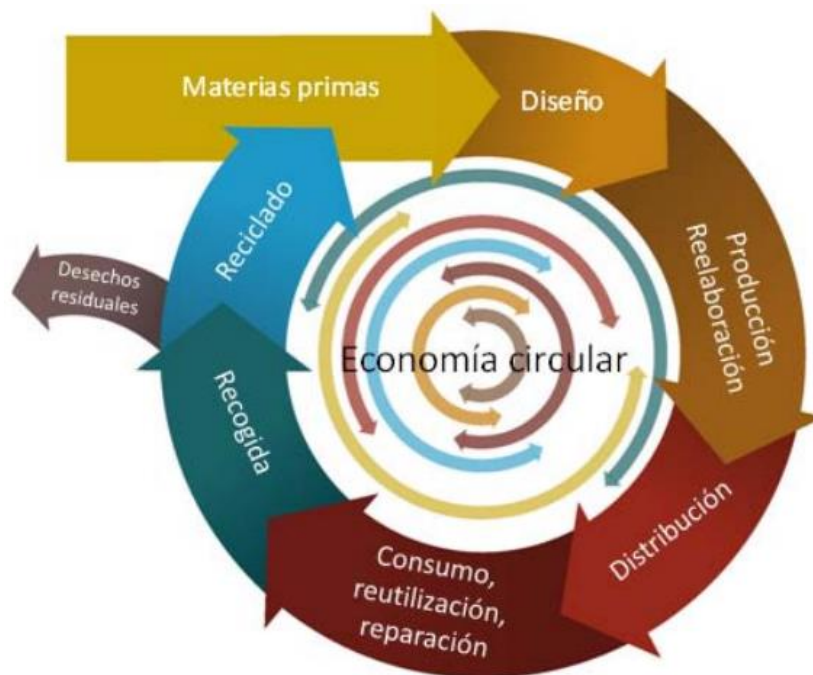 Materias primas
Diseño
Producción
Reelaboración
Distribución
Consumo,
reutilización,
reparación
Recogida
Reciclado
Desechos
residuales
Economía circular